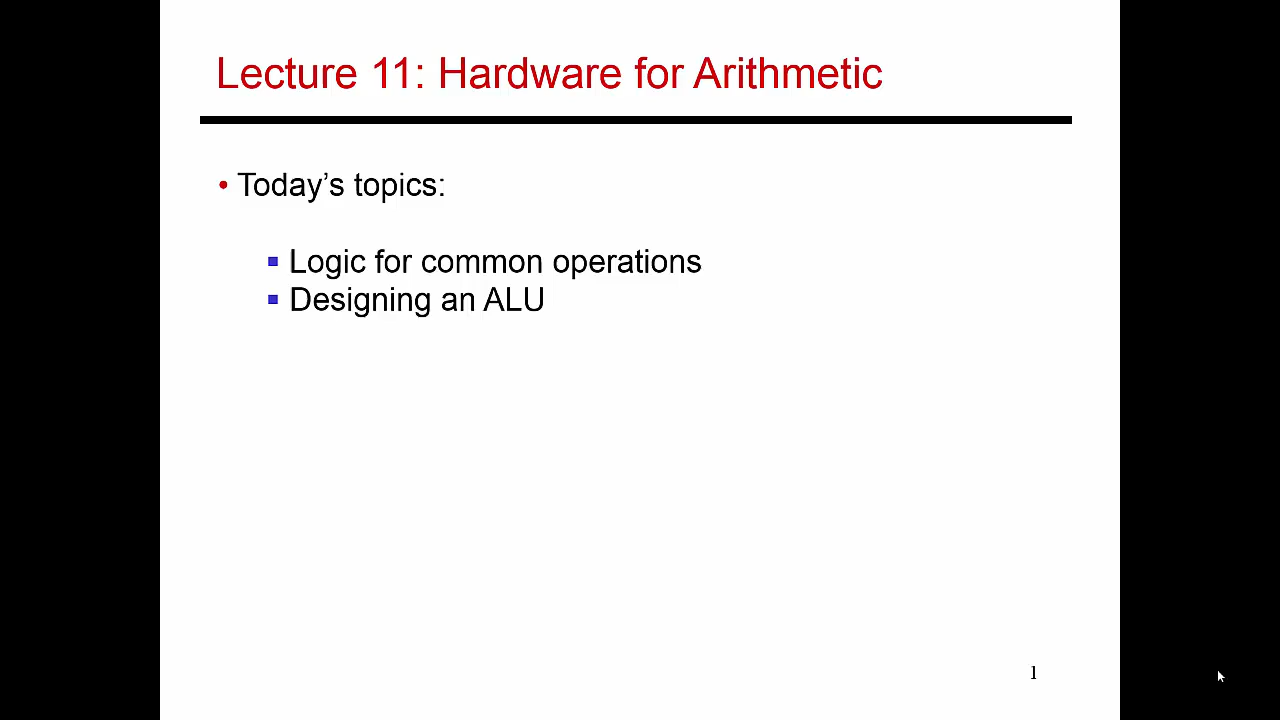 Lecture 11: Hardware for Arithmetic
• Today’s topics:
▪ Logic for common operations
▪ Designing an ALU
1